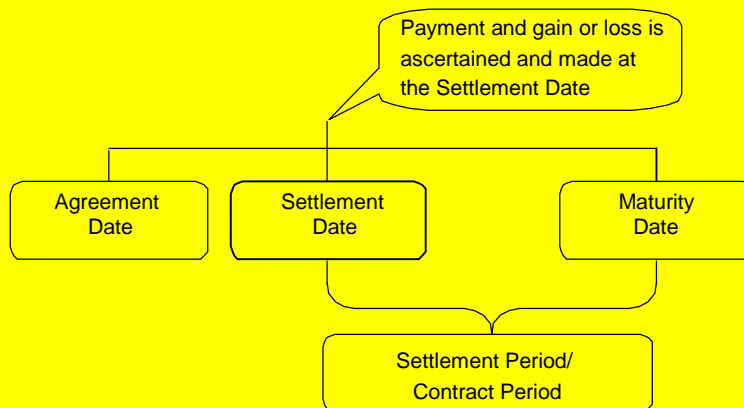 Payment and gain or loss is
ascertained and made at
the Settlement Date
Agreement
Date
Settlement
Date
Maturity
Date
Settlement Period/
Contract Period